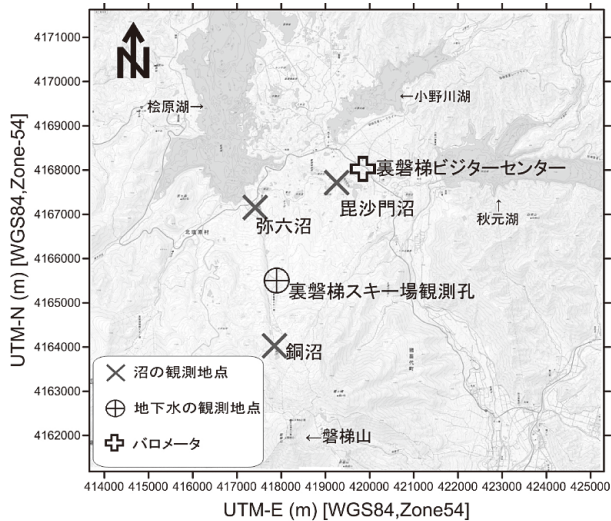 4171000
4170000
4169000
4168000
4167000
4166000
4165000
4164000
4163000
4162000
UTM-N (m) [WGS84,Zone-54]
N
桧原湖→
←小野川湖
裏磐梯ビジターセンター
毘沙門沼
弥六沼
↑
秋元湖
裏磐梯スキー場観測孔
銅沼
←磐梯山
沼の観測地点
地下水の観測地点
バロメータ
414000 415000 416000 417000 418000 419000 420000 421000 422000 423000 424000 425000
UTM-E (m) [WGS84,Zone54]